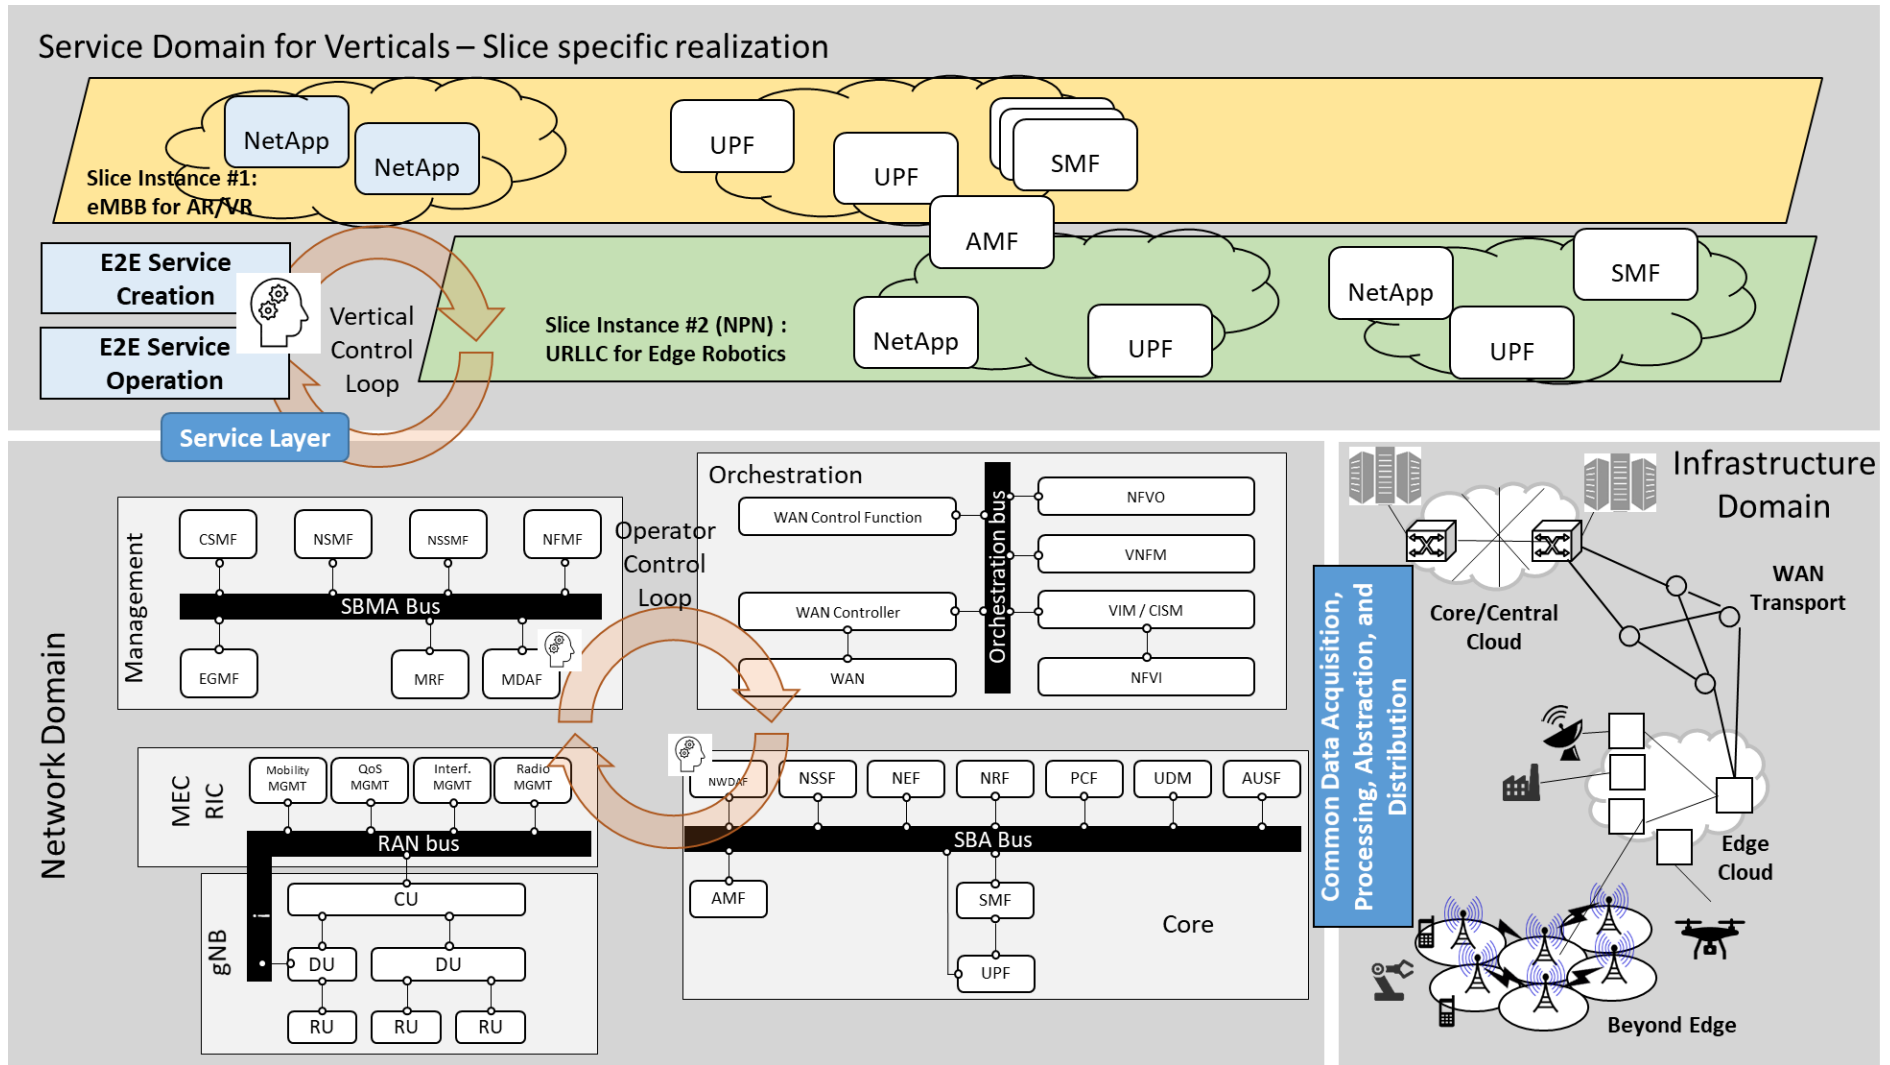 Service Domain for Verticals – Slice specific realization
NetApp
NetApp
UPF
UPF
SMF
Slice Instance #1:
eMBB for AR/VR
AMF
E2E Service
Creation
E2E Service
Operation
Vertical
Control
Loop
Slice Instance #2 (NPN) :
URLLC for Edge Robotics
NetApp
UPF
NetApp
UPF
SMF
Service Layer
Network Domain
Management
CSMF
NSMF
NSSMF
NFMF
SBMA Bus
EGMF
MRF
MDAF
Operator
Control
Loop
Orchestration
WAN Control Function
WAN Controller
WAN
Orchestration bus
NFVO
VNFM
VIM / CISM
NFVI
MEC
RIC
Mobility
MGMT
QoS
MGMT
Interf.
MGMT
Radio
MGMT
RAN bus
gNB
i
CU
DU
DU
RU
RU
RU
NWDAF
NSSF
NEF
NRF
PCF
UDM
AUSF
SBA Bus
AMF
SMF
UPF
Core
Common Data Acquisition,
Processing, Abstraction, and
Distribution
Infrastructure
Domain
Core/Central
Cloud
WAN
Transport
Edge
Cloud
Beyond Edge